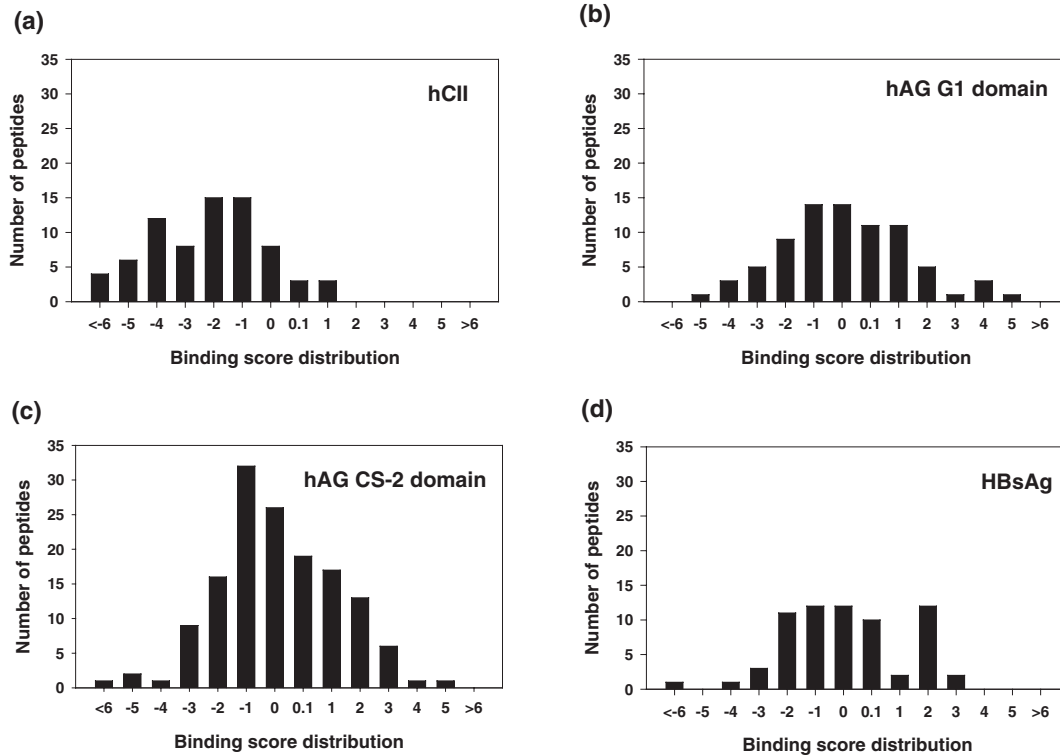 (a)
hCII
Number of peptides
35
30
25
20
15
10
5
0
<-6 -5 -4 -3 -2 -1 0 0.1 1 2 3 4 5 >6
Binding score distribution
(b)
hAG G1 domain
Number of peptides
35
30
25
20
15
10
5
0
<-6 -5 -4 -3 -2 -1 0 0.1 1 2 3 4 5 >6
Binding score distribution
(c)
hAG CS-2 domain
Number of peptides
35
30
25
20
15
10
5
0
<6 -5 -4 -3 -2 -1 0 0.1 1 2 3 4 5 >6
Binding score distribution
(d)
HBsAg
Number of peptides
35
30
25
20
15
10
5
0
<-6 -5 -4 -3 -2 -1 0 0.1 1 2 3 4 5 >6
Binding score distribution